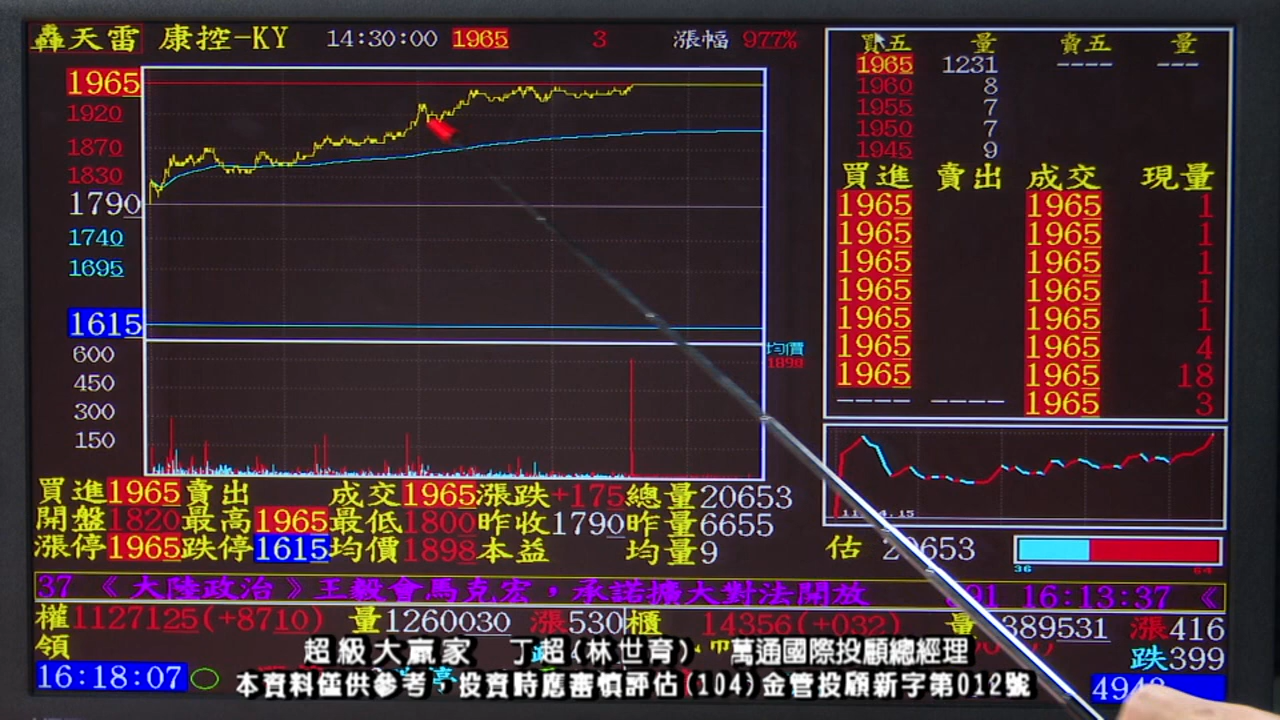 轟天雷 康控-KY 14:30:00 1965 3 漲幅 977%
買五 量 賣五 量
1965 1231 ---- ---
1960 8
1955 7
1950 7
1945 9
買進 賣出 成交 現量
1965 1965 1
1965 1965 1
1965 1965 1
1965 1965 1
1965 1965 1
1965 1965 4
1965 1965 18
---- ---- 1965 3
1965
1920
1870
1830
1790
1740
1695
1615
600
450
300
150
均價
1898
買進1965賣出 成交1965漲跌+175總量20653
開盤1820最高1965最低1800昨收1790昨量6655
漲停1965跌停1615均價1898本益 均量9
估 20653
36 64
37 《大陸政治》王毅會馬克宏，承諾擴大對法開放 16:13:37 《
權1127125(+8710) 量1260030 漲530櫃 14356(+032) 量389531 漲416
領 跌399
超級大贏家 丁超(林世育) 萬通國際投顧總經理
16:18:07
本資料僅供參考，投資時應審慎評估(104)金管投顧新字第012號